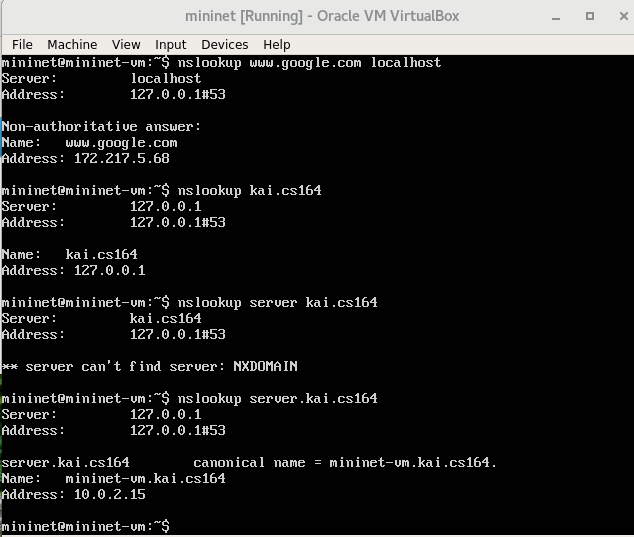 mininet [Running] - Oracle VM VirtualBox
File Machine View Input Devices Help
mininet@mininet-vm:~$ nslookup www.google.com localhost
Server: localhost
Address: 127.0.0.1#53
Non-authoritative answer:
Name: www.google.com
Address: 172.217.5.68
mininet@mininet-vm:~$ nslookup kai.cs164
Server: 127.0.0.1
Address: 127.0.0.1#53
Name: kai.cs164
Address: 127.0.0.1
mininet@mininet-vm:~$ nslookup server kai.cs164
Server: kai.cs164
Address: 127.0.0.1#53
** server can't find server: NXDOMAIN
mininet@mininet-vm:~$ nslookup server.kai.cs164
Server: 127.0.0.1
Address: 127.0.0.1#53
server.kai.cs164 canonical name = mininet-vm.kai.cs164.
Name: mininet-vm.kai.cs164
Address: 10.0.2.15
mininet@mininet-vm:~$